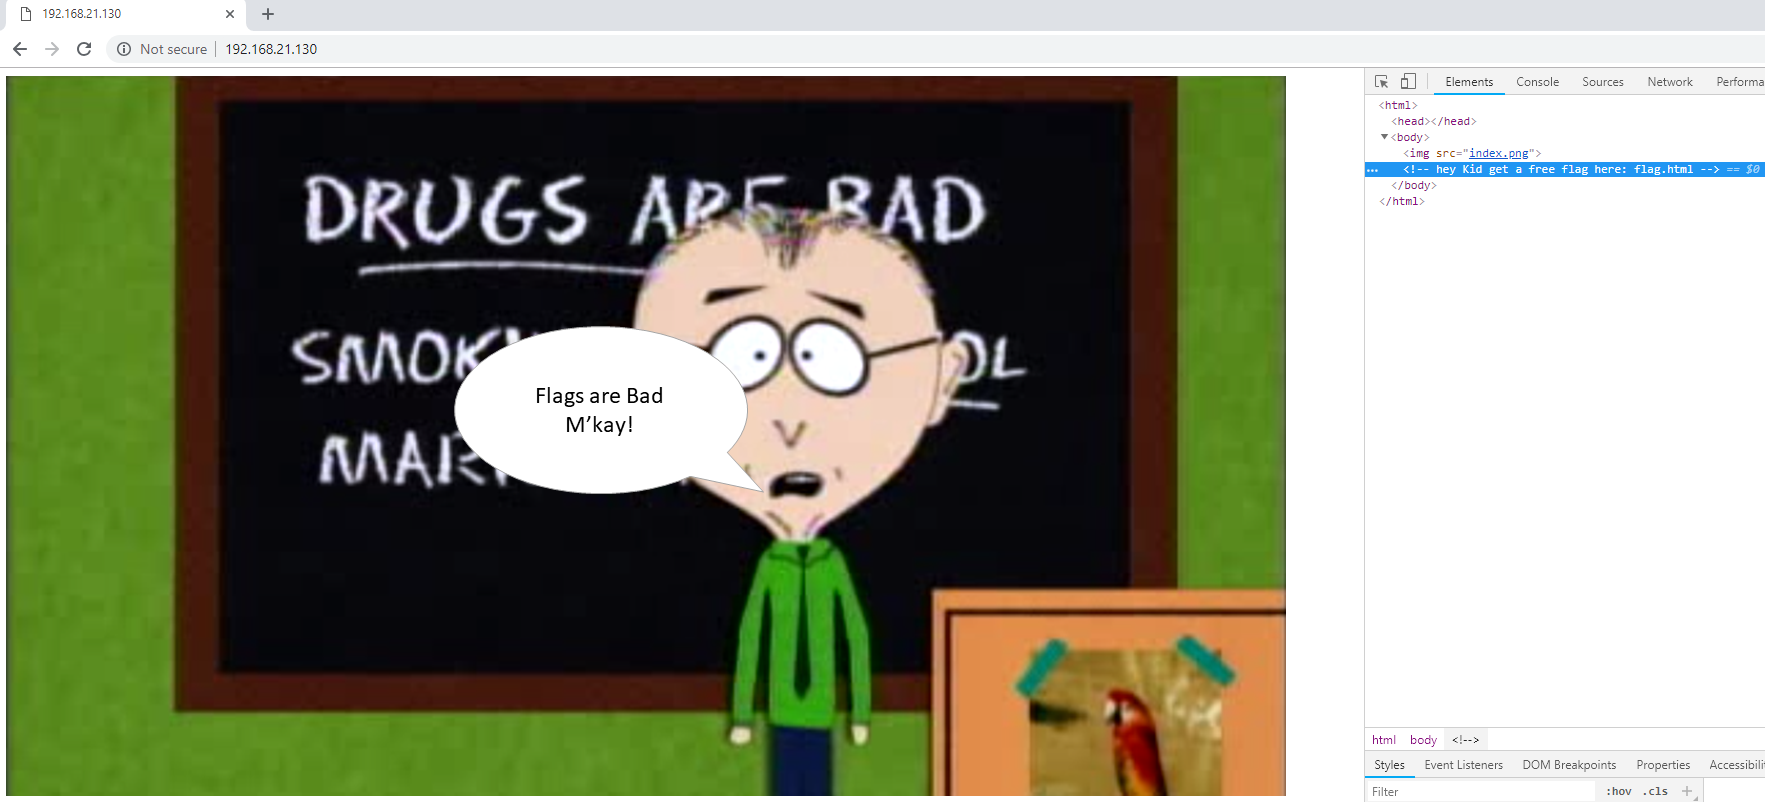 192.168.21.130
Not secure
192.168.21.130
DRUGS ARE BAD
Flags are Bad
M’kay!
Elements Console Sources Network
<html>
<head></head>
<body>
<img src="index.png">
... <!-- hey Kid get a free flag here: flag.html --> == $0
</body>
</html>
html body <!-->
Styles Event Listeners DOM Breakpoints Properties
Filter :hov .cls +